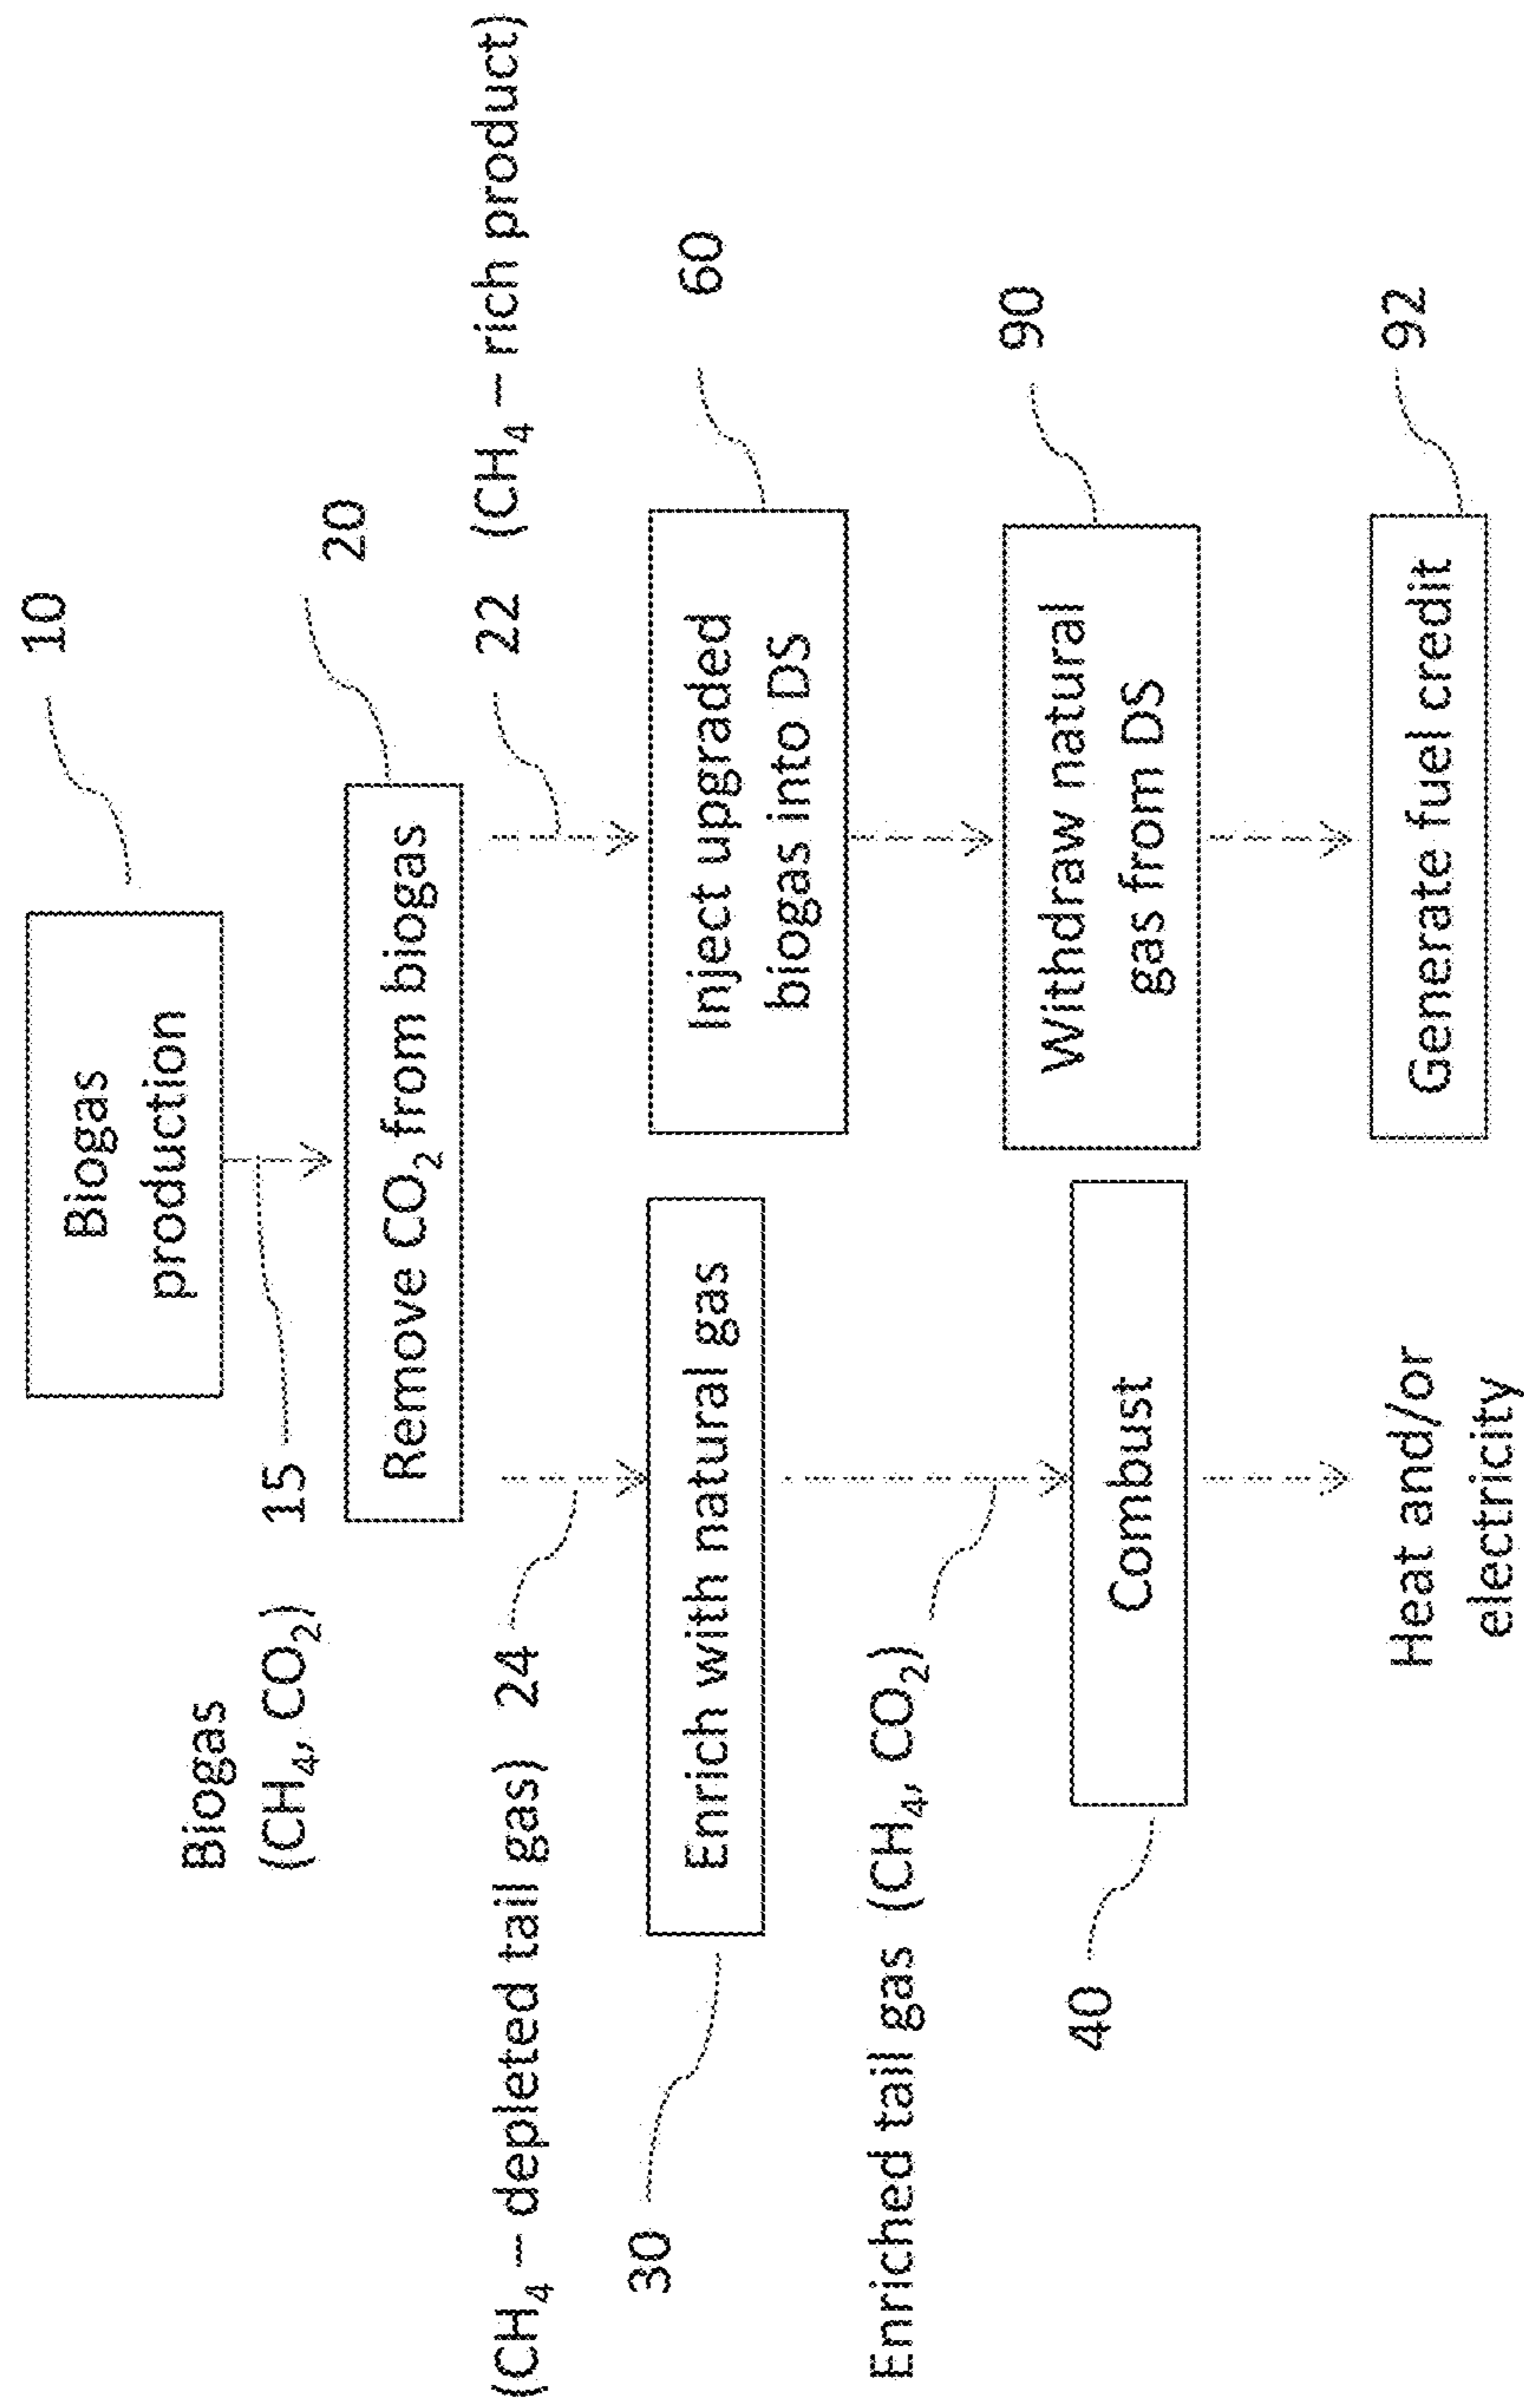 10
Biogas
production
Biogas
(CH₄, CO₂) 15
20
Remove CO₂ from biogas
(CH₄ – depleted tail gas) 24
22 (CH₄ – rich product)
30
Enrich with natural gas
60
Inject upgraded
biogas into DS
Enriched tail gas (CH₄, CO₂)
90
Withdraw natural
gas from DS
40
Combust
92
Generate fuel credit
Heat and/or
electricity